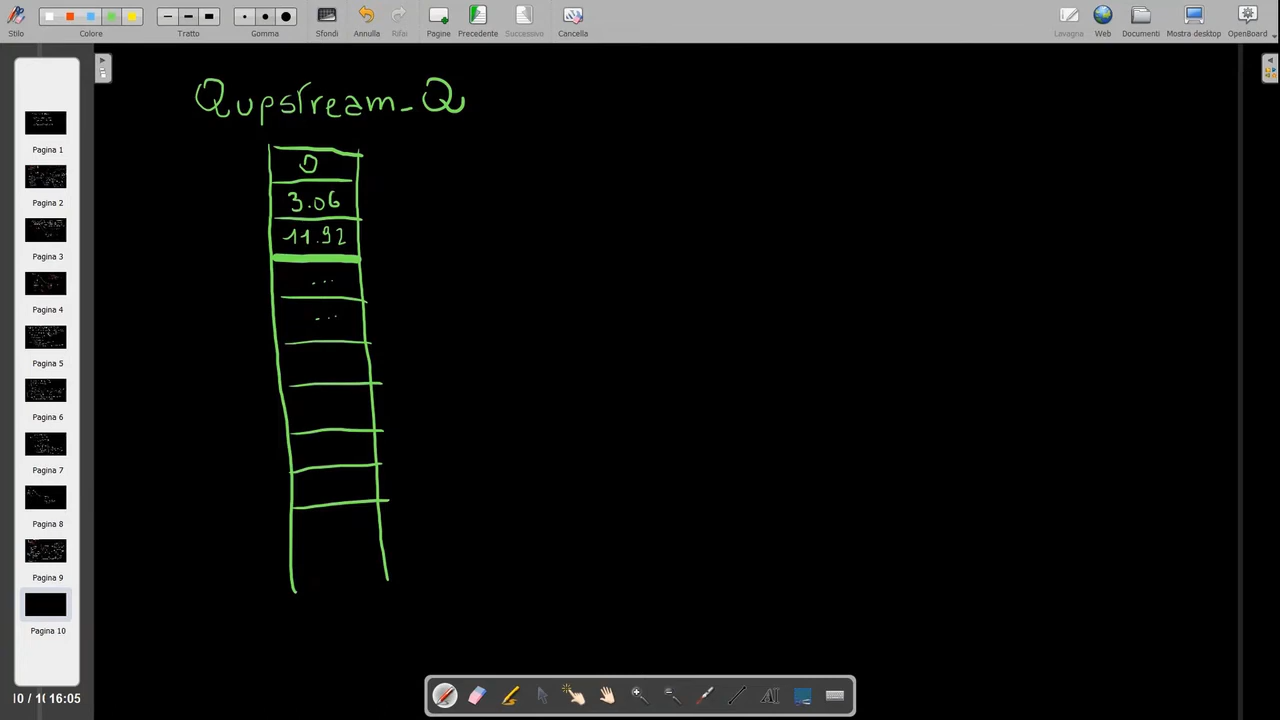 Stilo
Colore
Tratto
Gomma
Sfondi
Annulla
Rifai
Pagine
Precedente
Successivo
Cancella
Lavagna
Web
Documenti
Mostra desktop
OpenBoard
Qupstream_Q
0
3.06
11.92
...
...
Pagina 1
Pagina 2
Pagina 3
Pagina 4
Pagina 5
Pagina 6
Pagina 7
Pagina 8
Pagina 9
Pagina 10
16:05